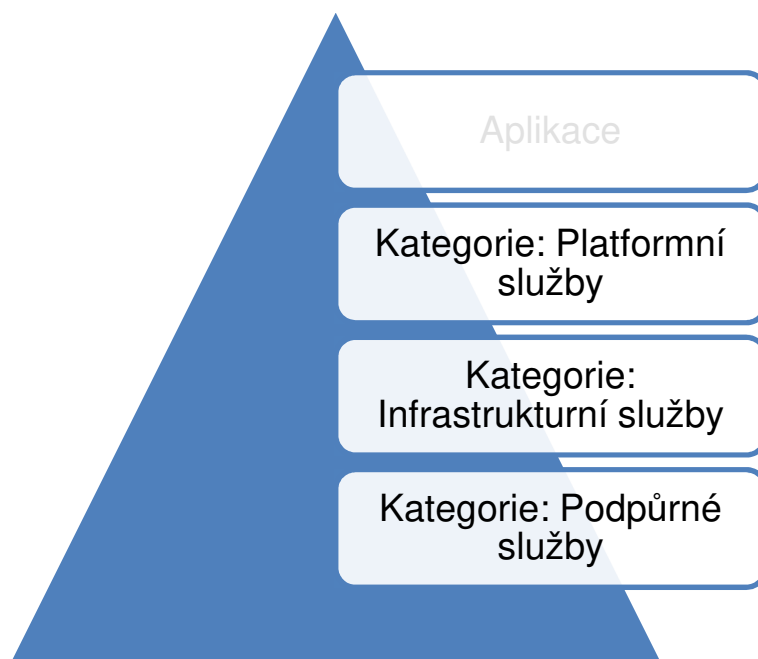 Aplikace
Kategorie: Platformní
služby
Kategorie:
Infrastrukturní služby
Kategorie: Podpůrné
služby